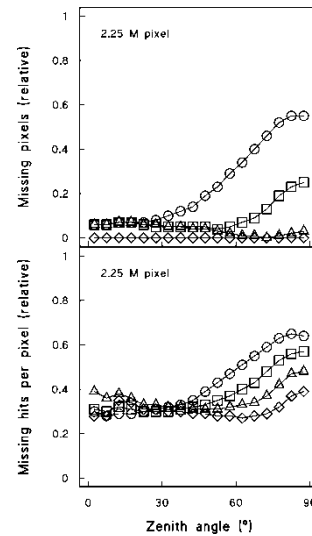 Missing pixels (relative)
1
0.8
0.6
0.4
0.2
0
2.25 M pixel
Missing hits per pixel (relative)
1
0.8
0.6
0.4
0.2
0
2.25 M pixel
0 30 60 90
Zenith angle (°)